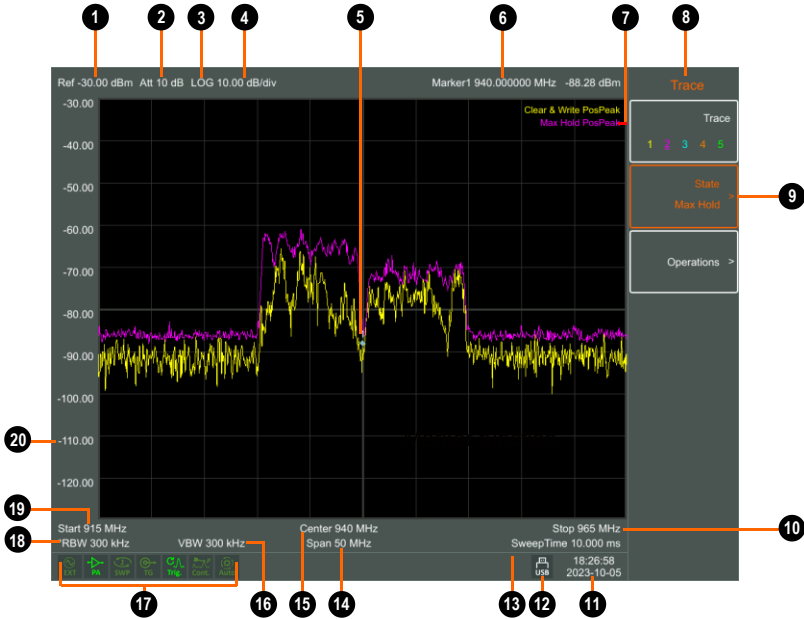 1 2 3 4 5 6 7 8
Ref -30.00 dBm Att 10 dB LOG 10.00 dB/div Marker1 940.000000 MHz -88.28 dBm
Trace
-30.00
Clear & Write PosPeak
Max Hold PosPeak
Trace
1 2 3 4 5
-40.00
-50.00
State
Max Hold >
9
-60.00
Operations >
-70.00
-80.00
-90.00
-100.00
20
-110.00
-120.00
19
Start 915 MHz Center 940 MHz Stop 965 MHz
10
18
*RBW 300 kHz VBW 300 kHz Span 50 MHz SweepTime 10.000 ms
EXT PA SWP TG Trig. Cont. Auto
USB
18:26:58
2023-10-05
17 16 15 14 13 12 11